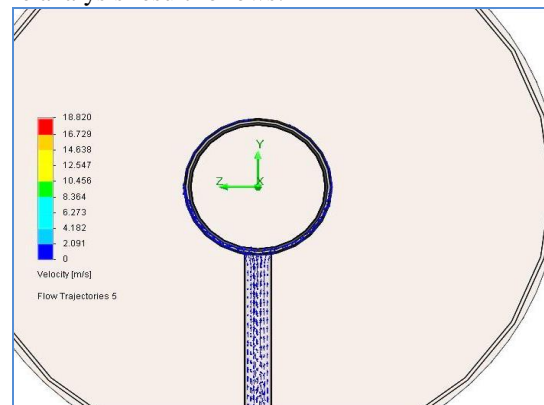 18.820
16.729
14.638
12.547
10.456
8.364
6.273
4.182
2.091
0
Velocity [m/s]
Flow Trajectories 5
Y
Z
X